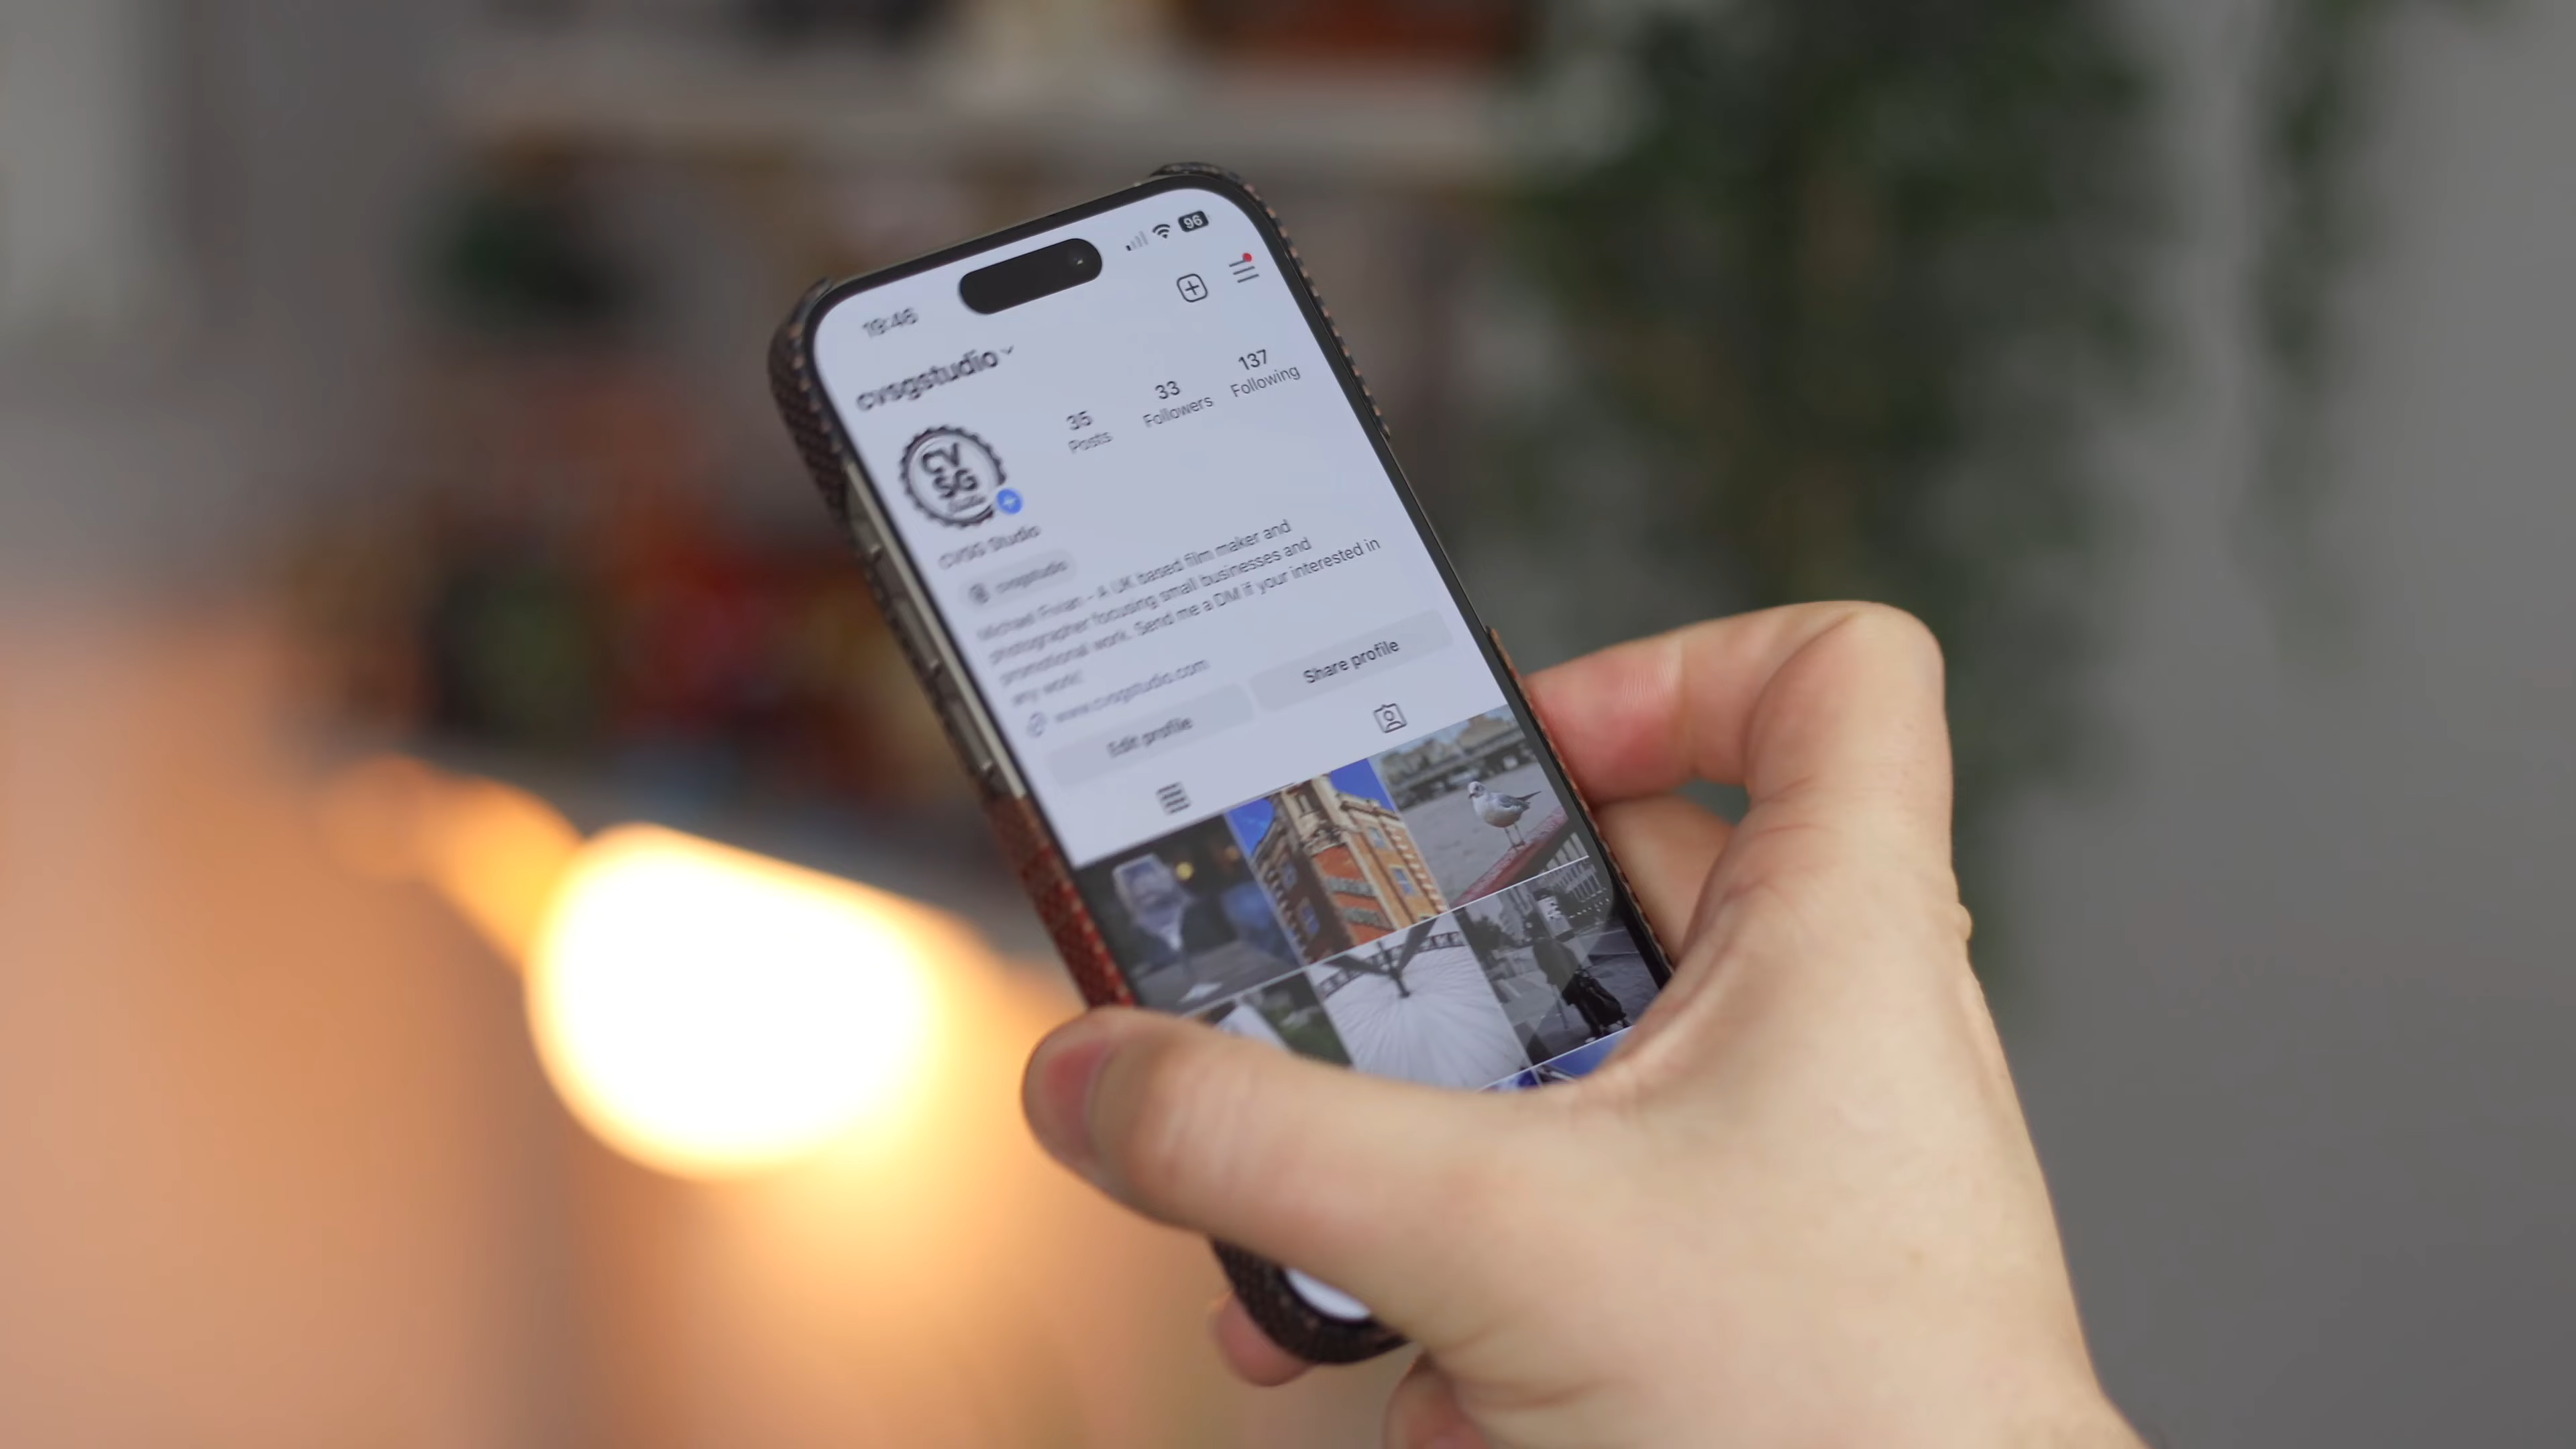 19:46
96
cvsgstudio
35
Posts
33
Followers
137
Following
CV
SG
CVSG Studio
cvsgstudio
Michael - A UK based film maker and
photographer focusing small businesses and
promotional work. Send me a DM if your interested in
any work!
www.cvsgstudio.com
Edit profile
Share profile